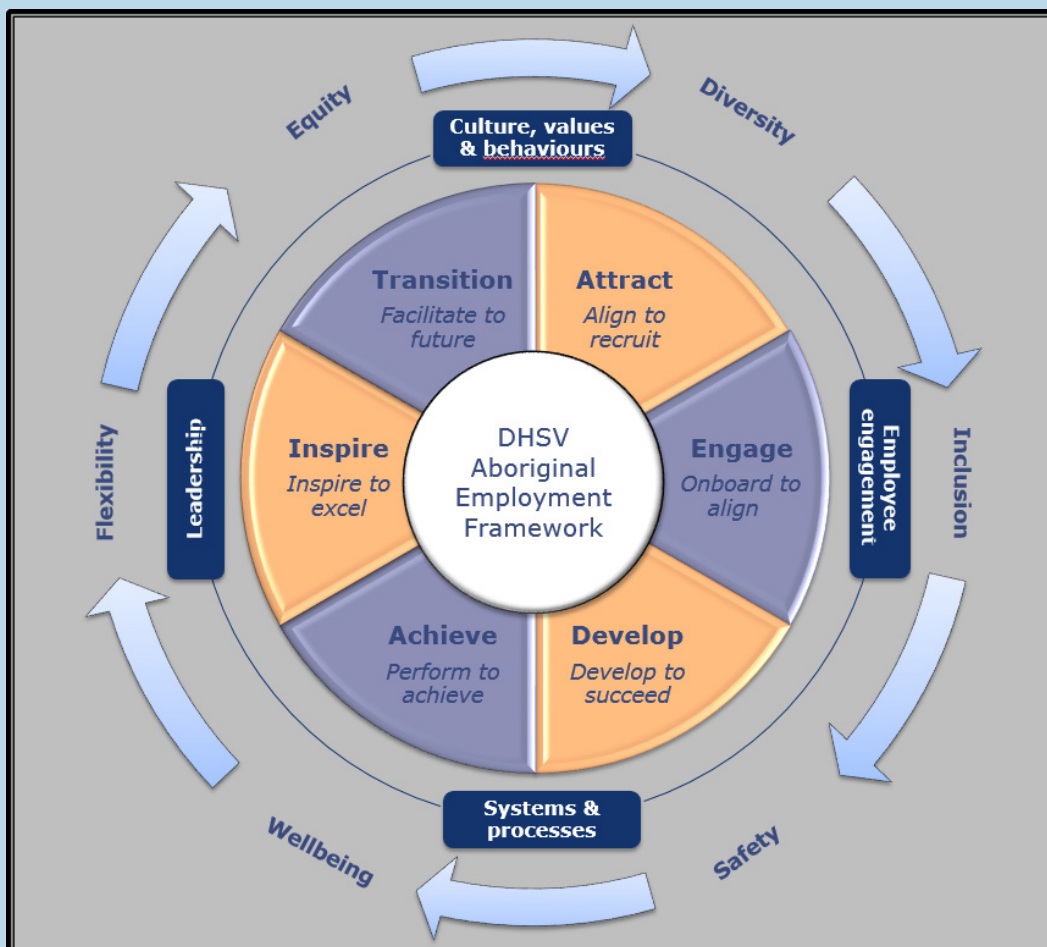 Equity
Diversity
Culture, values
& behaviours
Transition
Facilitate to
future
Attract
Align to
recruit
Leadership
Flexibility
Inspire
Inspire to
excel
DHSV
Aboriginal
Employment
Framework
Engage
Onboard to
align
Employee
engagement
Inclusion
Achieve
Perform to
achieve
Develop
Develop to
succeed
Systems &
processes
Wellbeing
Safety